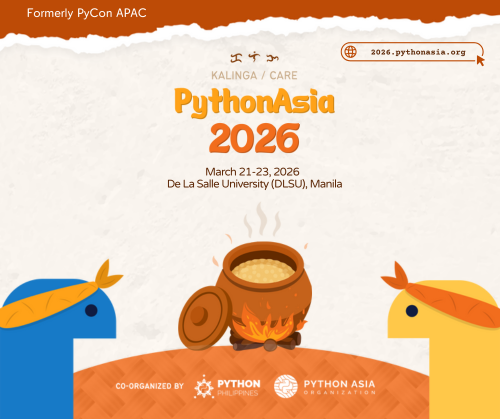 Formerly PyCon APAC
2026.pythonasia.org
KALINGA / CARE
PythonAsia
2026
March 21-23, 2026
De La Salle University (DLSU), Manila
CO-ORGANIZED BY
PYTHON
PHILIPPINES
PYTHON ASIA
ORGANIZATION